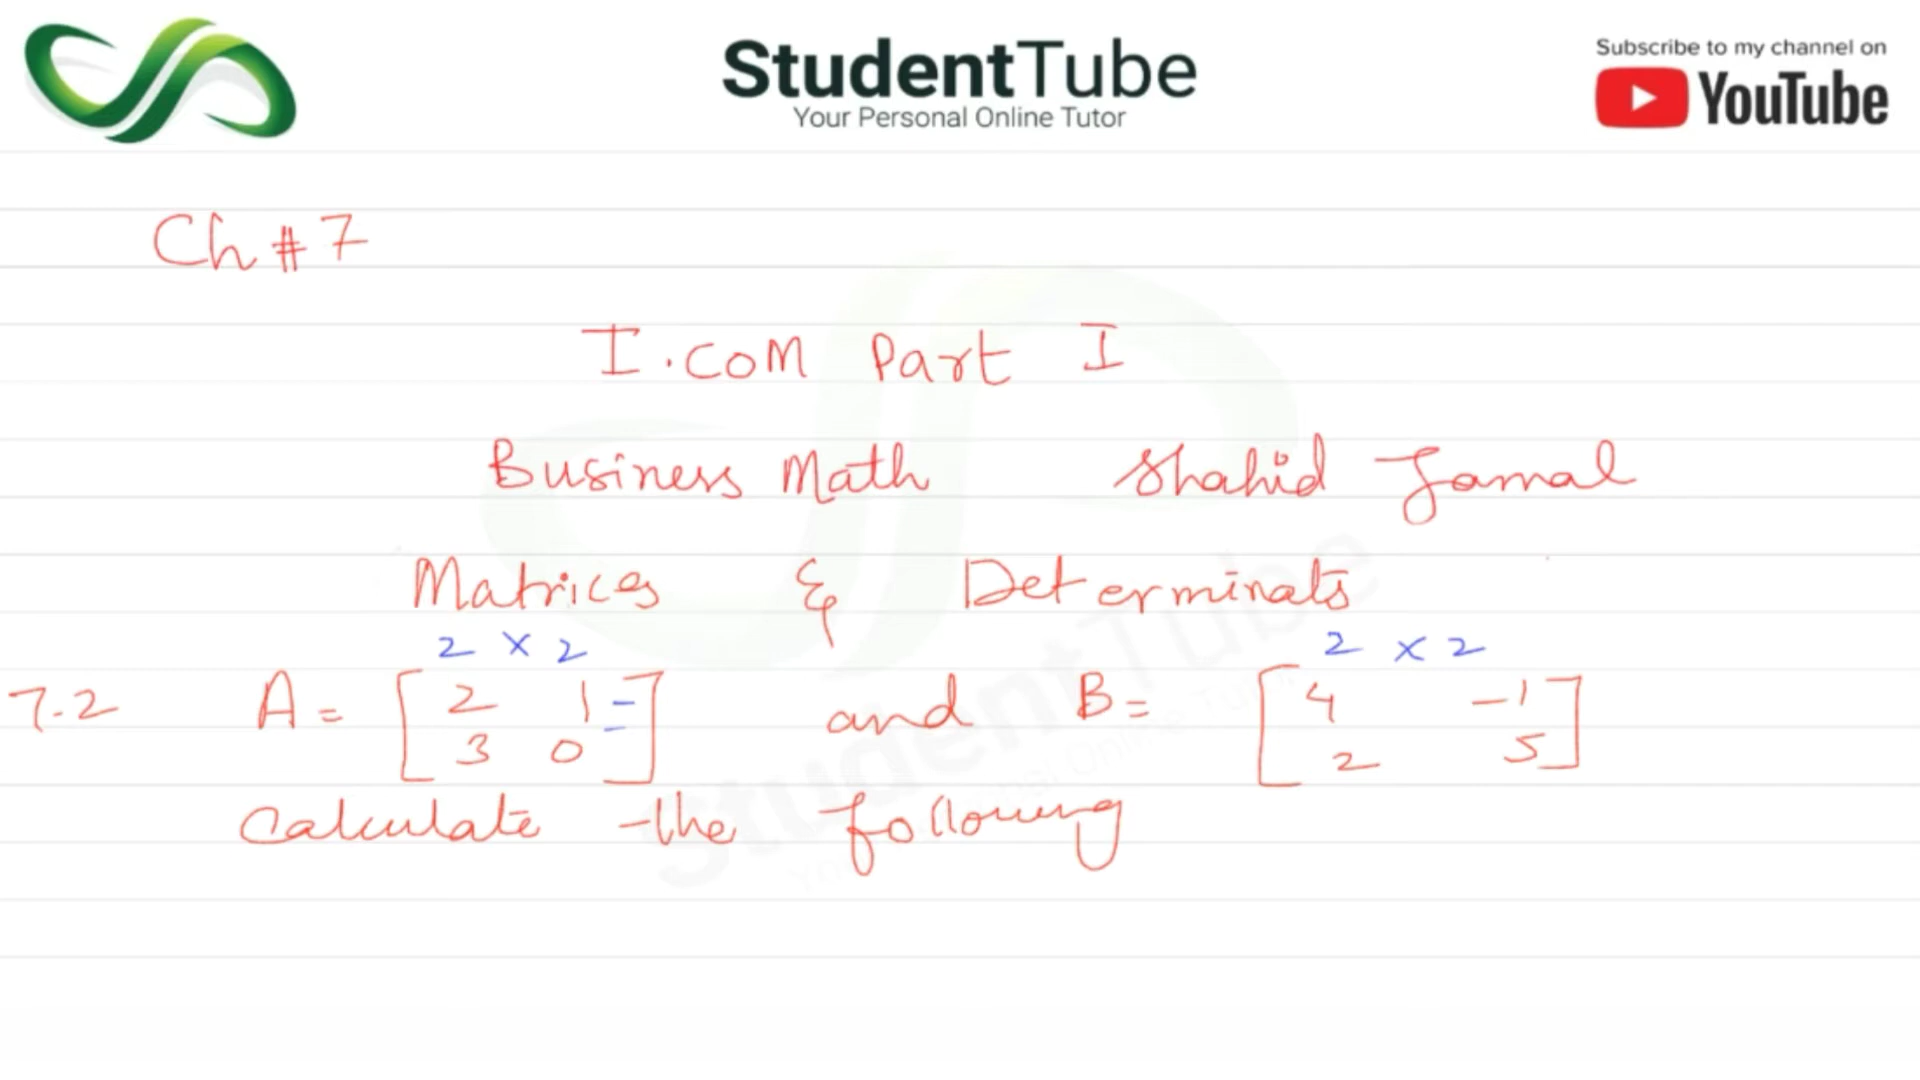 StudentTube
Your Personal Online Tutor
Subscribe to my channel on
YouTube
Ch # 7
I.COM Part I
Business Math Shahid Jamal
Matrices & Determinats
2 × 2 2 × 2
7.2 A = [ 2 1 and B = [ 4 -1 ]
3 0 ] 2 5
Calculate the following
StudentTube